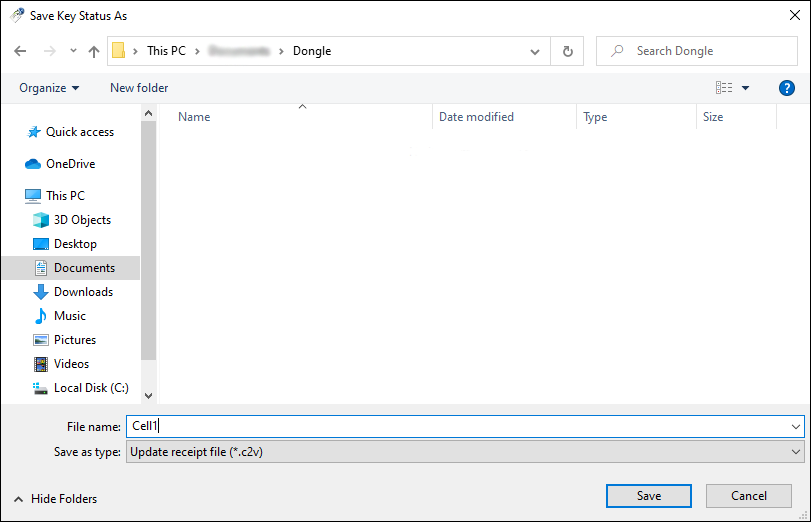 Save Key Status As
This PC > > Dongle
Search Dongle
Organize New folder
Name Date modified Type Size
Quick access
OneDrive
This PC
3D Objects
Desktop
Documents
Downloads
Music
Pictures
Videos
Local Disk (C:)
File name: Cell1
Save as type: Update receipt file (*.c2v)
Hide Folders
Save Cancel